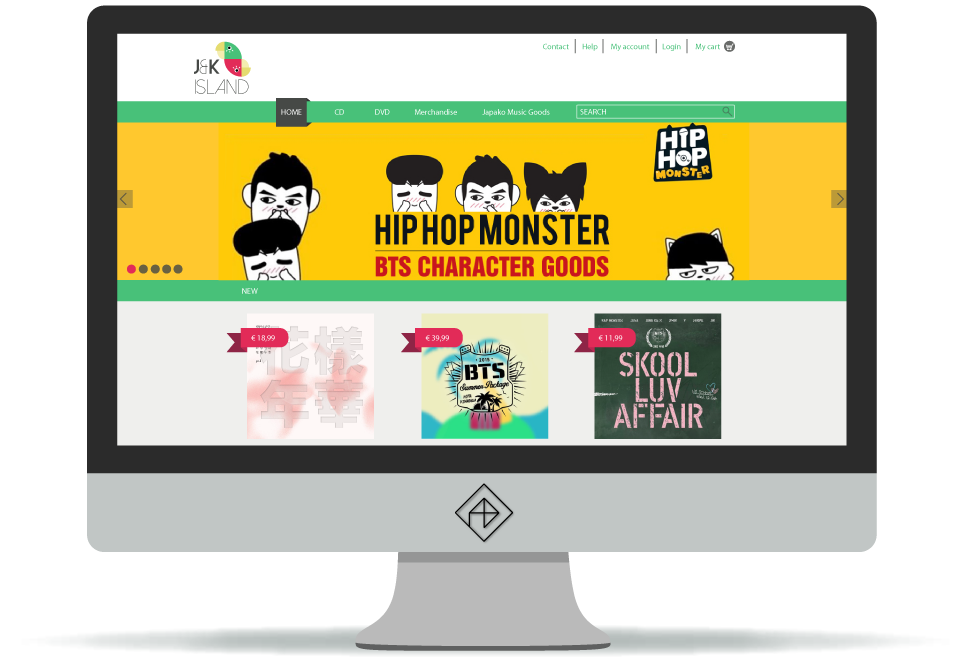 Contact Help My account Login My cart
J&K
ISLAND
HOME CD DVD Merchandise Japako Music Goods SEARCH
HIP
HOP
MONSTER
HIP HOP MONSTER
BTS CHARACTER GOODS
NEW
€ 18,99
花樣
年華
€ 39,99
2015
BTS
Summer Package
€ 11,99
SKOOL
LUV
AFFAIR